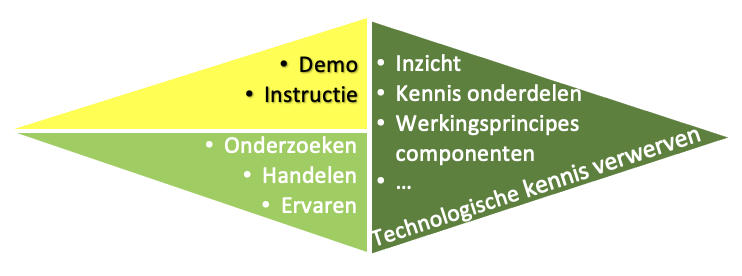 • Demo
• Instructie
• Onderzoeken
• Handelen
• Ervaren
• Inzicht
• Kennis onderdelen
• Werkingsprincipes
componenten
• ...
Technologische kennis verwerven